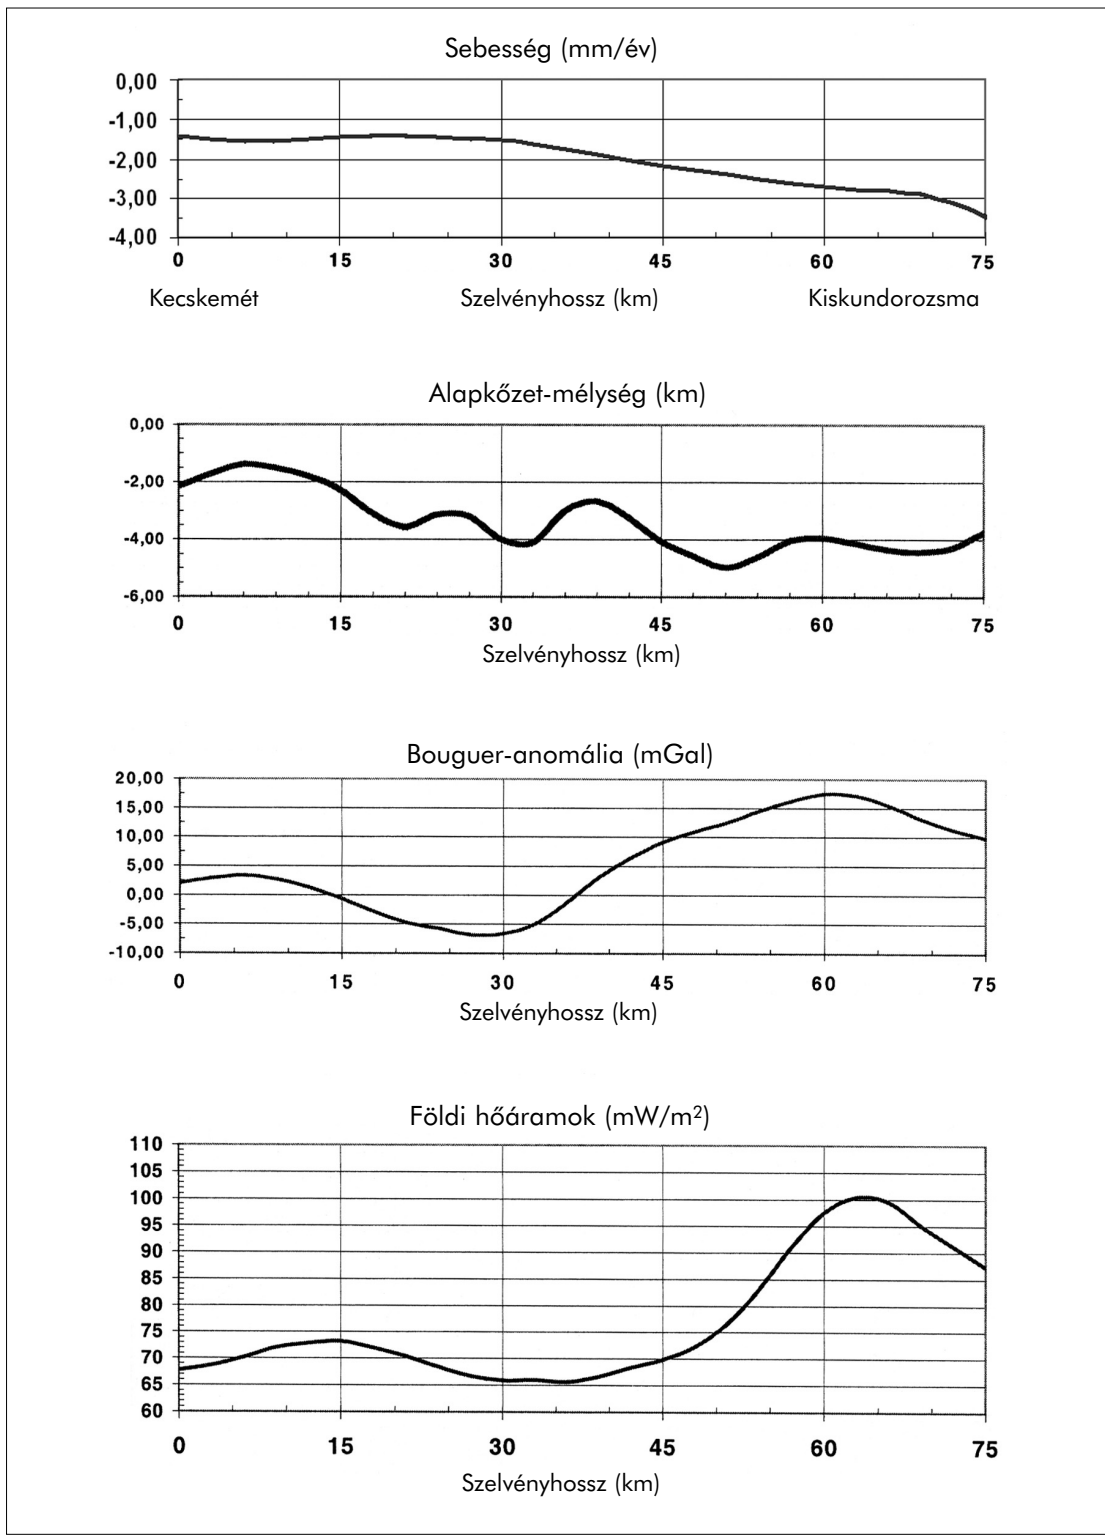 Sebesség (mm/év)
0,00
-1,00
-2,00
-3,00
-4,00
0 15 30 45 60 75
Kecskemét Szelvényhossz (km) Kiskundorozsma
Alapkőzet-mélység (km)
0,00
-2,00
-4,00
-6,00
0 15 30 45 60 75
Szelvényhossz (km)
Bouguer-anomália (mGal)
20,00
15,00
10,00
5,00
0,00
-5,00
-10,00
0 15 30 45 60 75
Szelvényhossz (km)
Földi hőáramok (mW/m²)
110
105
100
95
90
85
80
75
70
65
60
0 15 30 45 60 75
Szelvényhossz (km)